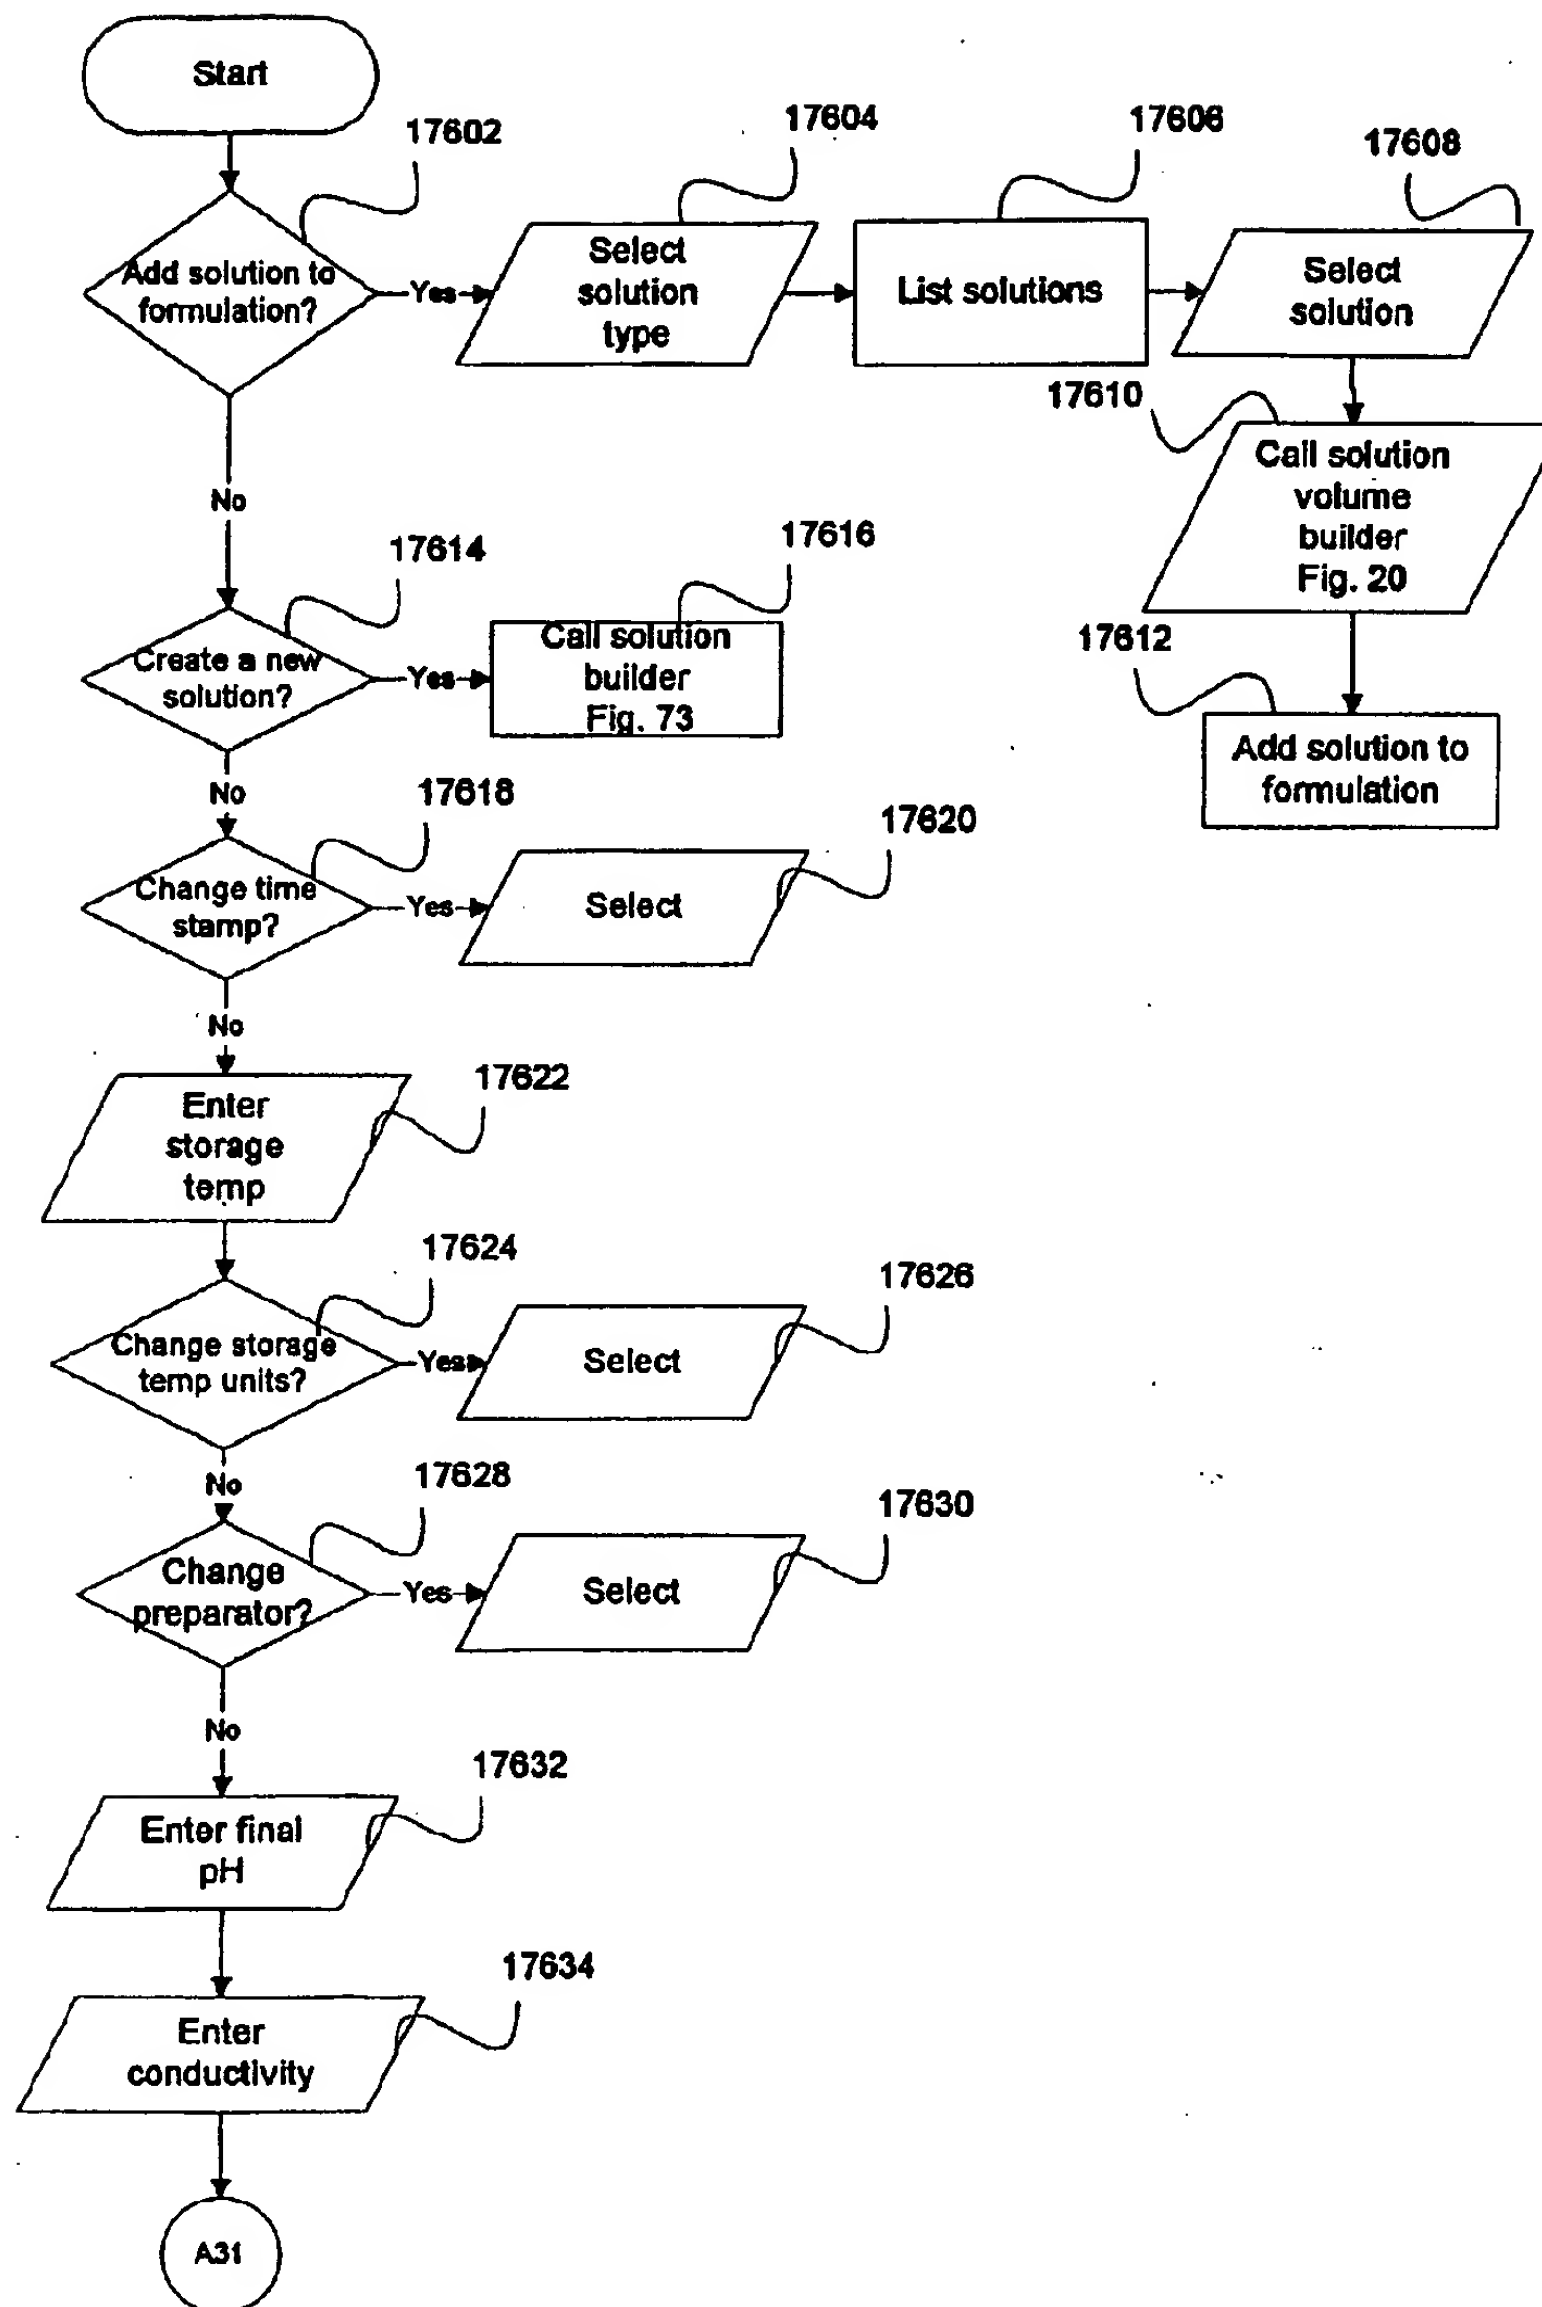 Start
17602
17604
17606
17608
Add solution to
formulation?
Yes
Select
solution
type
List solutions
Select
solution
17610
Call solution
volume
builder
Fig. 20
No
17614
17616
Create a new
solution?
Yes
Call solution
builder
Fig. 73
17612
Add solution to
formulation
No
17618
17620
Change time
stamp?
Yes
Select
No
17622
Enter
storage
temp
17624
17626
Change storage
temp units?
Yes
Select
No
17628
17630
Change
preparator?
Yes
Select
No
17632
Enter final
pH
17634
Enter
conductivity
A31